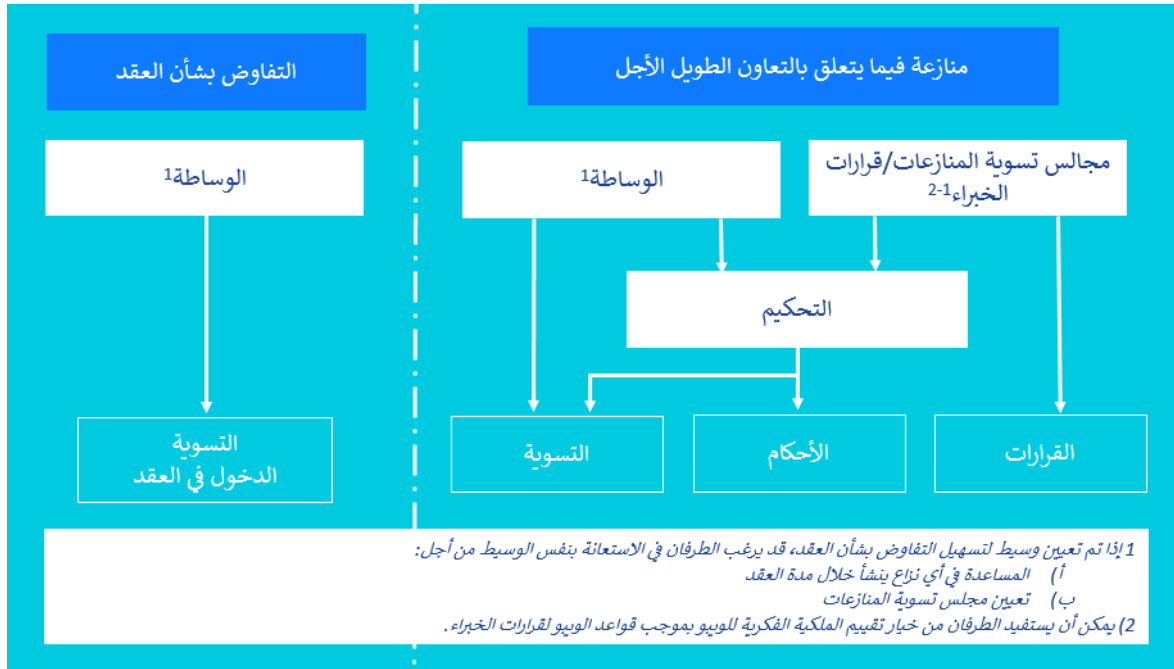 منازعة فيما يتعلق بالتعاون الطويل الأجل
التفاوض بشأن العقد
مجالس تسوية المنازعات/قرارات
الخبراء1-2
الوساطة1
الوساطة1
التحكيم
القرارات
الأحكام
التسوية
التسوية
الدخول في العقد
1 إذا تم تعيين وسيط لتسهيل التفاوض بشأن العقد، قد يرغب الطرفان في الاستعانة بنفس الوسيط من أجل:
أ) المساعدة في أي نزاع ينشأ خلال مدة العقد
ب) تعيين مجلس تسوية المنازعات
2) يمكن أن يستفيد الطرفان من خيار تقييم الملكية الفكرية للويبو بموجب قواعد الويبو لقرارات الخبراء.